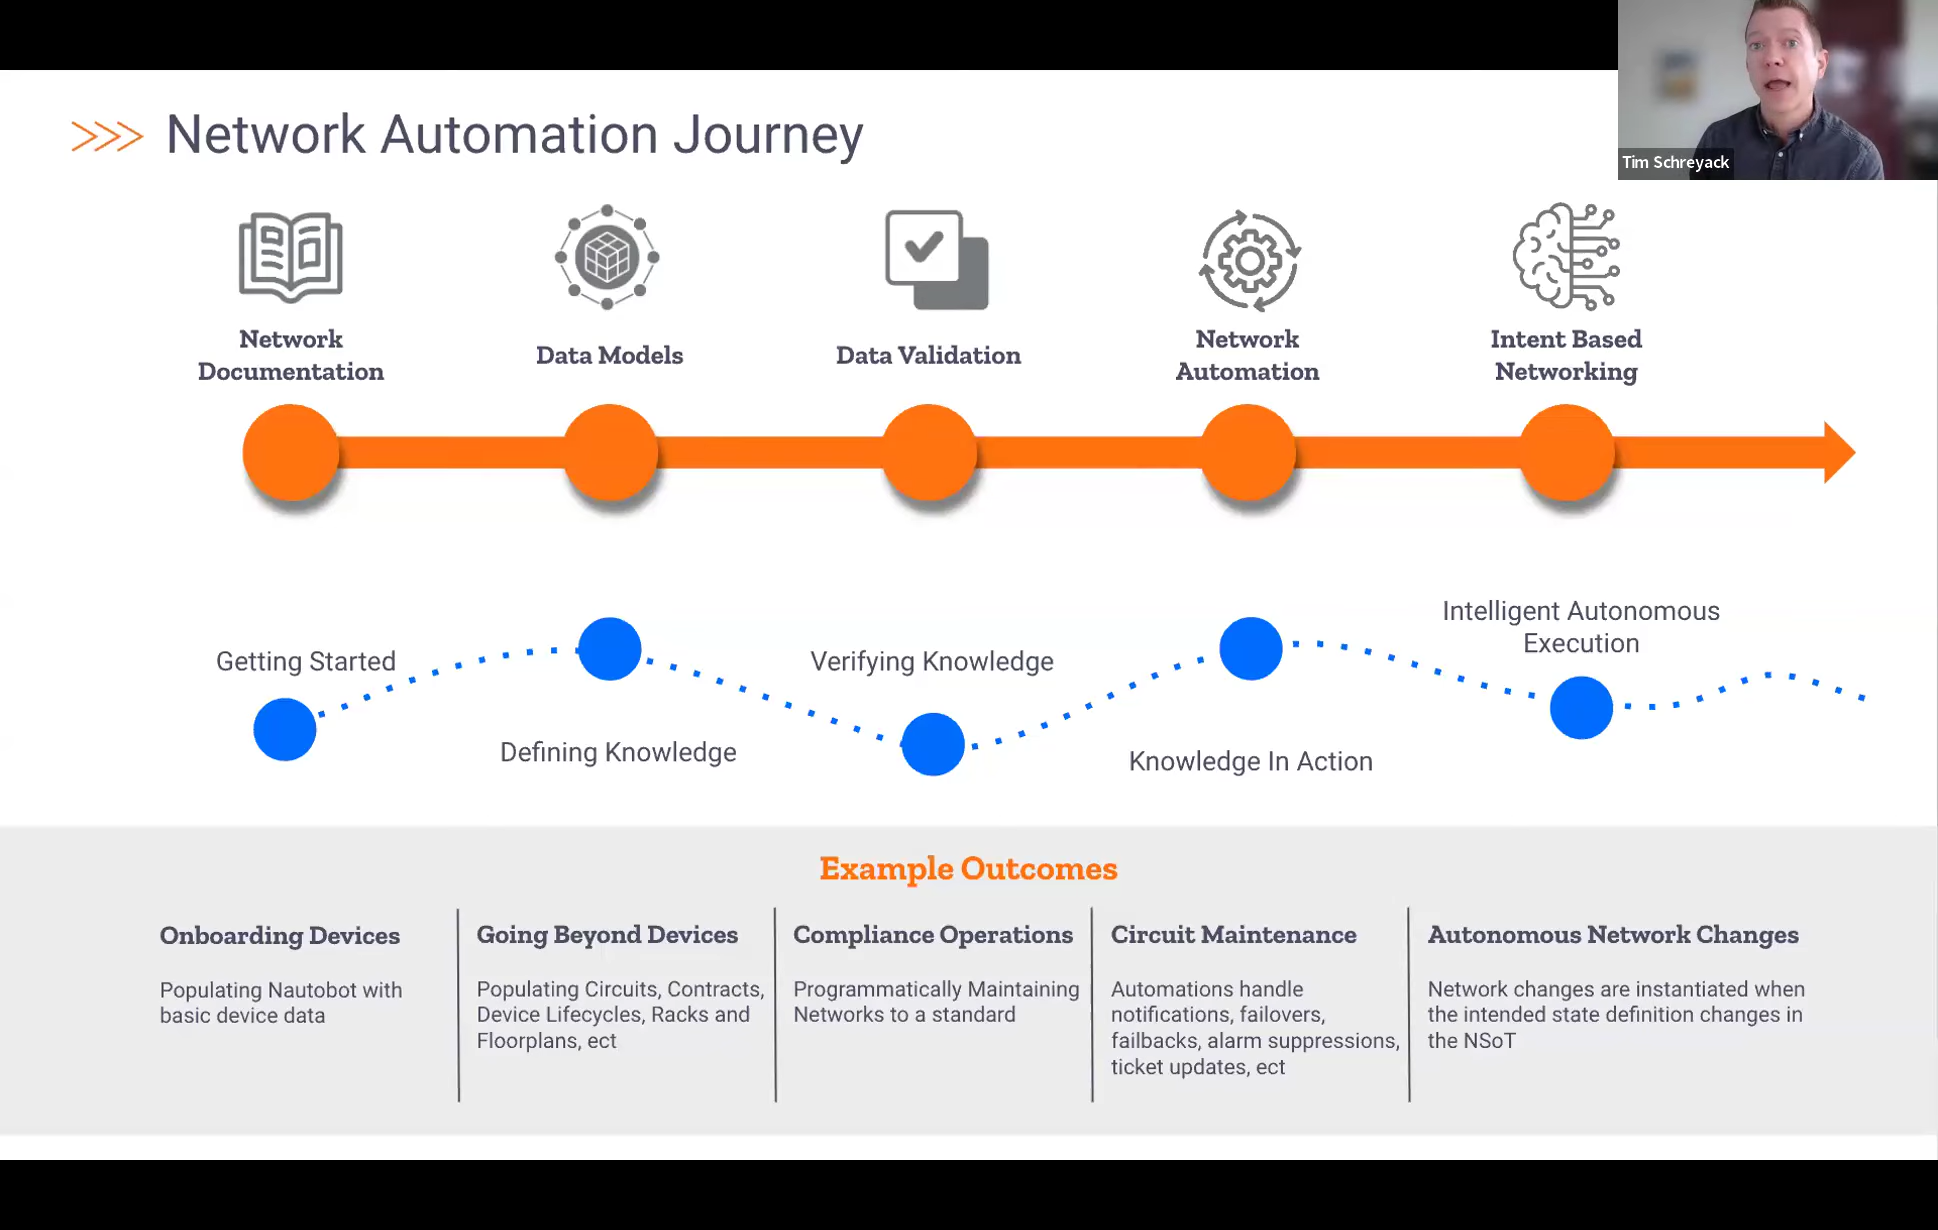 Network Automation Journey
Tim Schreyack
Network
Documentation
Data Models
Data Validation
Network
Automation
Intent Based
Networking
Getting Started
Defining Knowledge
Verifying Knowledge
Knowledge In Action
Intelligent Autonomous
Execution
Example Outcomes
Onboarding Devices
Populating Nautobot with
basic device data
Going Beyond Devices
Populating Circuits, Contracts,
Device Lifecycles, Racks and
Floorplans, ect
Compliance Operations
Programmatically Maintaining
Networks to a standard
Circuit Maintenance
Automations handle
notifications, failovers,
failbacks, alarm suppressions,
ticket updates, ect
Autonomous Network Changes
Network changes are instantiated when
the intended state definition changes in
the NSoT